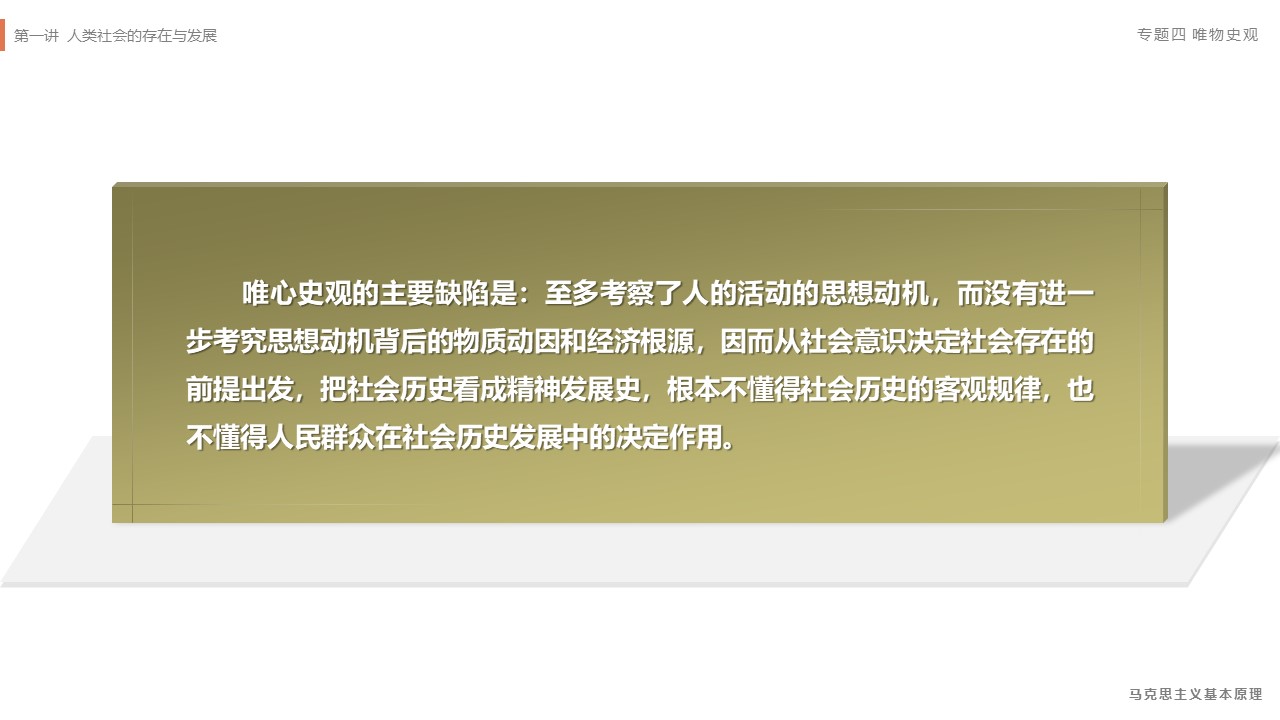 第一讲 人类社会的存在与发展
专题四 唯物史观
唯心史观的主要缺陷是：至多考察了人的活动的思想动机，而没有进一
步考究思想动机背后的物质动因和经济根源，因而从社会意识决定社会存在的
前提出发，把社会历史看成精神发展史，根本不懂得社会历史的客观规律，也
不懂得人民群众在社会历史发展中的决定作用。
马克思主义基本原理